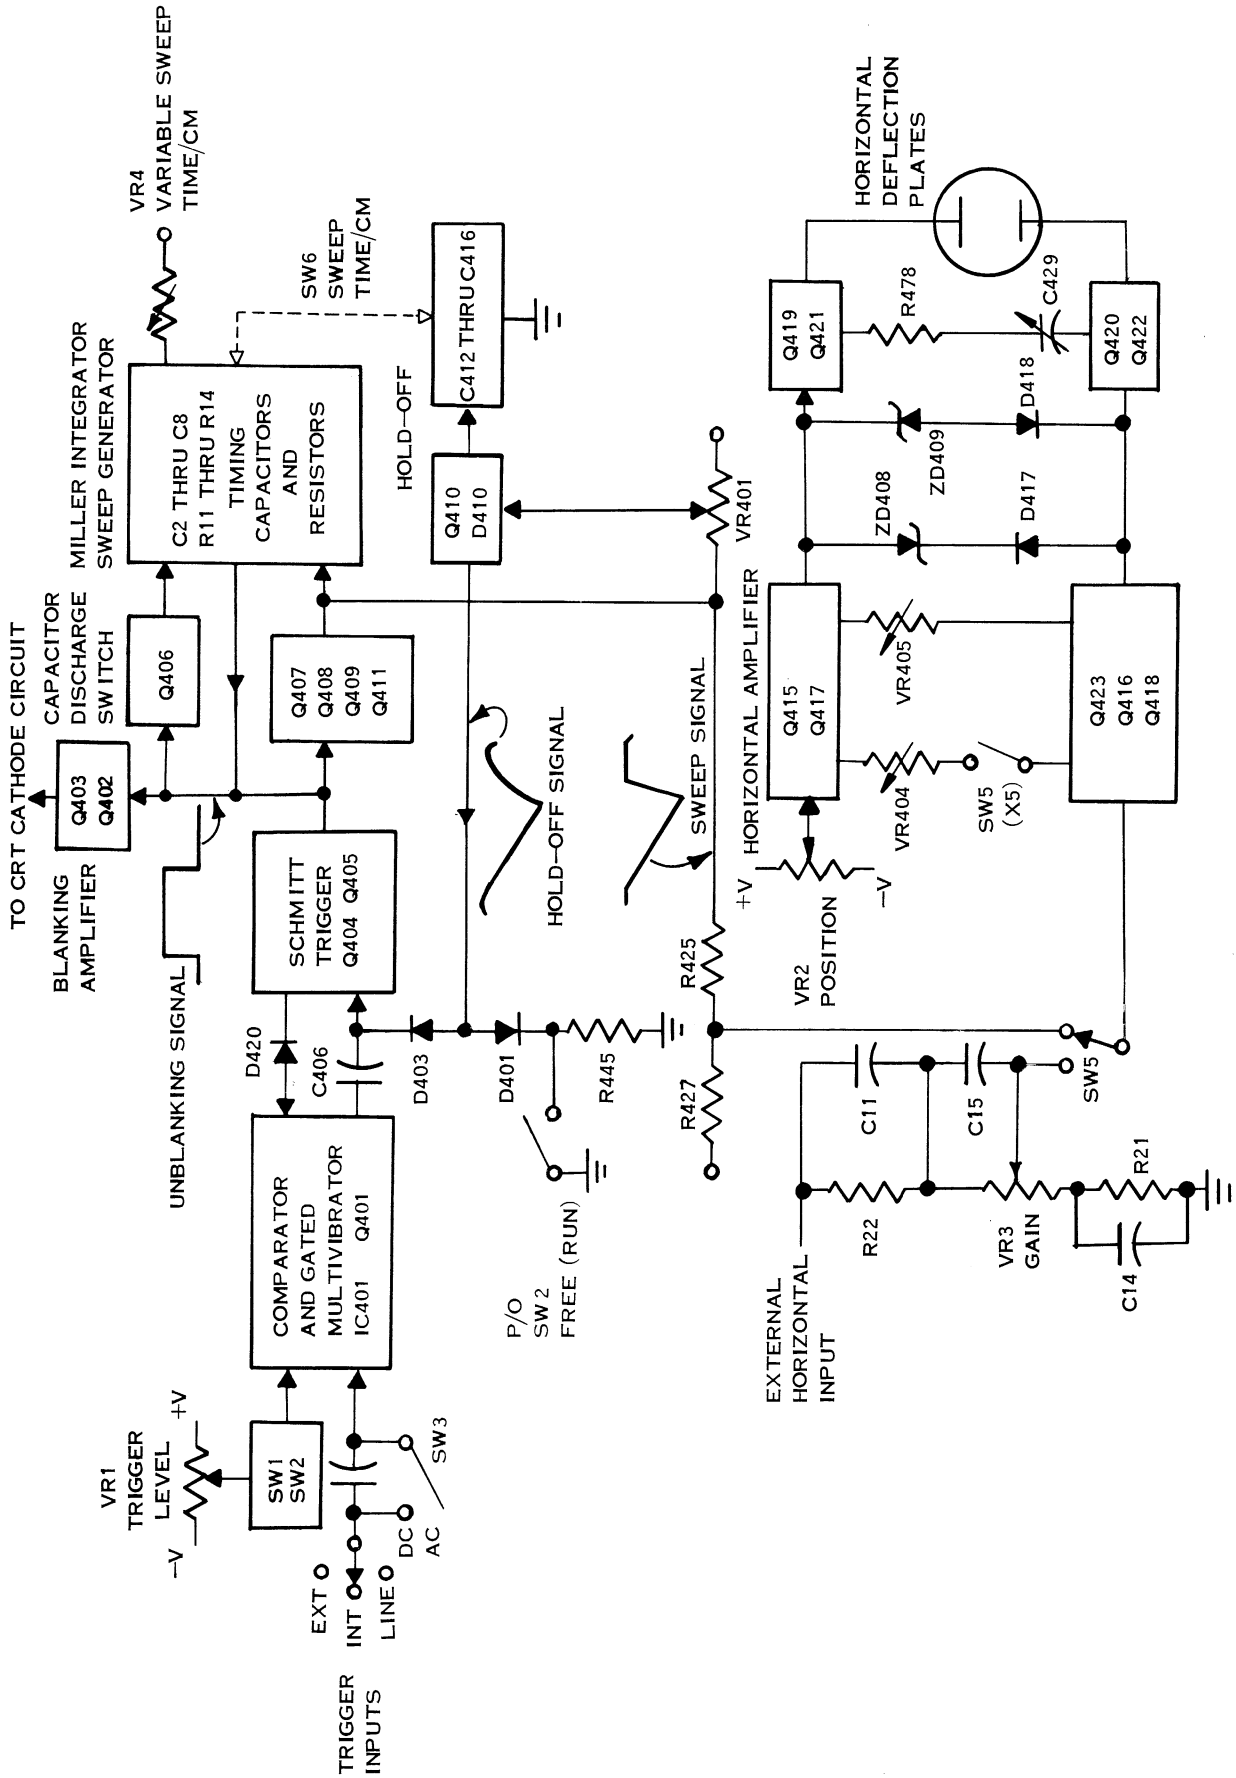 TRIGGER
INPUTS
EXT
INT
LINE
DC
AC
SW3
VR1
TRIGGER
LEVEL
−V
+V
SW1
SW2
COMPARATOR
AND GATED
MULTIVIBRATOR
IC401 Q401
D420
C406
SCHMITT
TRIGGER
Q404 Q405
UNBLANKING SIGNAL
BLANKING
AMPLIFIER
TO CRT CATHODE CIRCUIT
Q403
Q402
CAPACITOR
DISCHARGE
SWITCH
Q406
Q407
Q408
Q409
Q411
MILLER INTEGRATOR
SWEEP GENERATOR
C2 THRU C8
R11 THRU R14
TIMING
CAPACITORS
AND
RESISTORS
VR4
VARIABLE SWEEP
TIME/CM
SW6
SWEEP
TIME/CM
HOLD—OFF
Q410
D410
C412 THRU C416
D403
D401
R445
P/O
SW2
FREE (RUN)
HOLD—OFF SIGNAL
SWEEP SIGNAL
R427
R425
VR401
EXTERNAL
HORIZONTAL
INPUT
R22
C11
C15
VR3
GAIN
R21
C14
SW5
VR2
POSITION
+V
−V
HORIZONTAL AMPLIFIER
Q415
Q417
VR404
SW5
(X5)
VR405
Q423
Q416
Q418
ZD408
D417
ZD409
D418
Q419
Q421
R478
C429
Q420
Q422
HORIZONTAL
DEFLECTION
PLATES